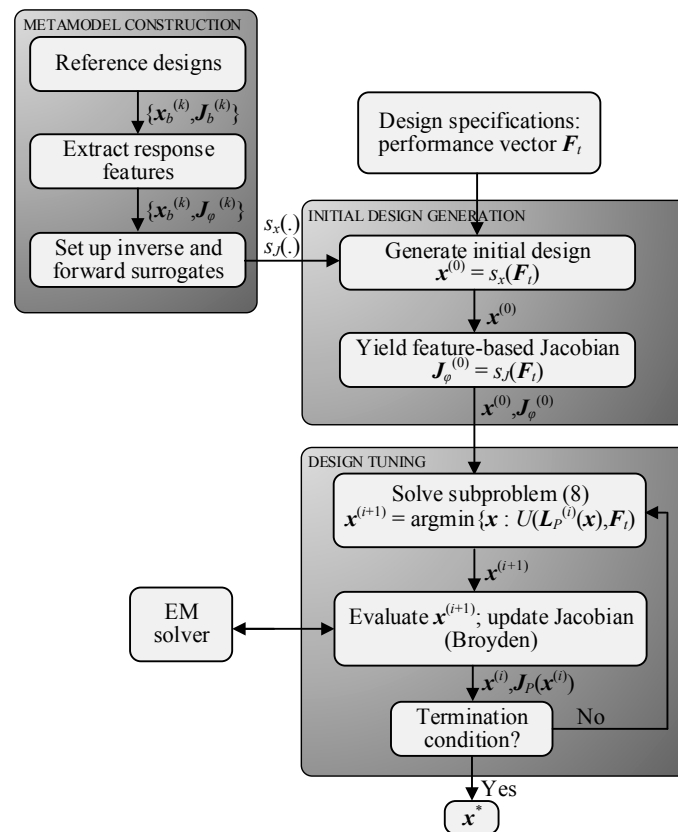 METAMODEL CONSTRUCTION
Reference designs
{x_b^(k),J_b^(k)}
Extract response
features
{x_b^(k),J_φ^(k)}
Set up inverse and
forward surrogates
s_x(.)
s_J(.)
Design specifications:
performance vector F_t
INITIAL DESIGN GENERATION
Generate initial design
x^(0) = s_x(F_t)
x^(0)
Yield feature-based Jacobian
J_φ^(0) = s_J(F_t)
x^(0),J_φ^(0)
DESIGN TUNING
Solve subproblem (8)
x^(i+1) = argmin{x : U(L_P^(i)(x),F_t)
x^(i+1)
EM
solver
Evaluate x^(i+1); update Jacobian
(Broyden)
x^(i),J_P(x^(i))
Termination
condition?
No
Yes
x^*